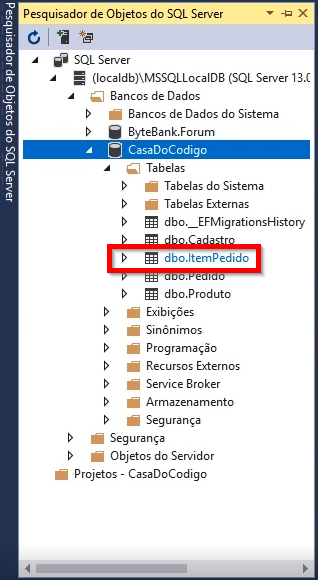 Pesquisador de Objetos do SQL Server
Pesquisador de Objetos do SQL Server
SQL Server
(localdb)\MSSQLLocalDB (SQL Server 13.0
Bancos de Dados
Bancos de Dados do Sistema
ByteBank.Forum
CasaDoCodigo
Tabelas
Tabelas do Sistema
Tabelas Externas
dbo.__EFMigrationsHistory
dbo.Cadastro
dbo.ItemPedido
dbo.Pedido
dbo.Produto
Exibições
Sinônimos
Programação
Recursos Externos
Service Broker
Armazenamento
Segurança
Segurança
Objetos do Servidor
Projetos - CasaDoCodigo